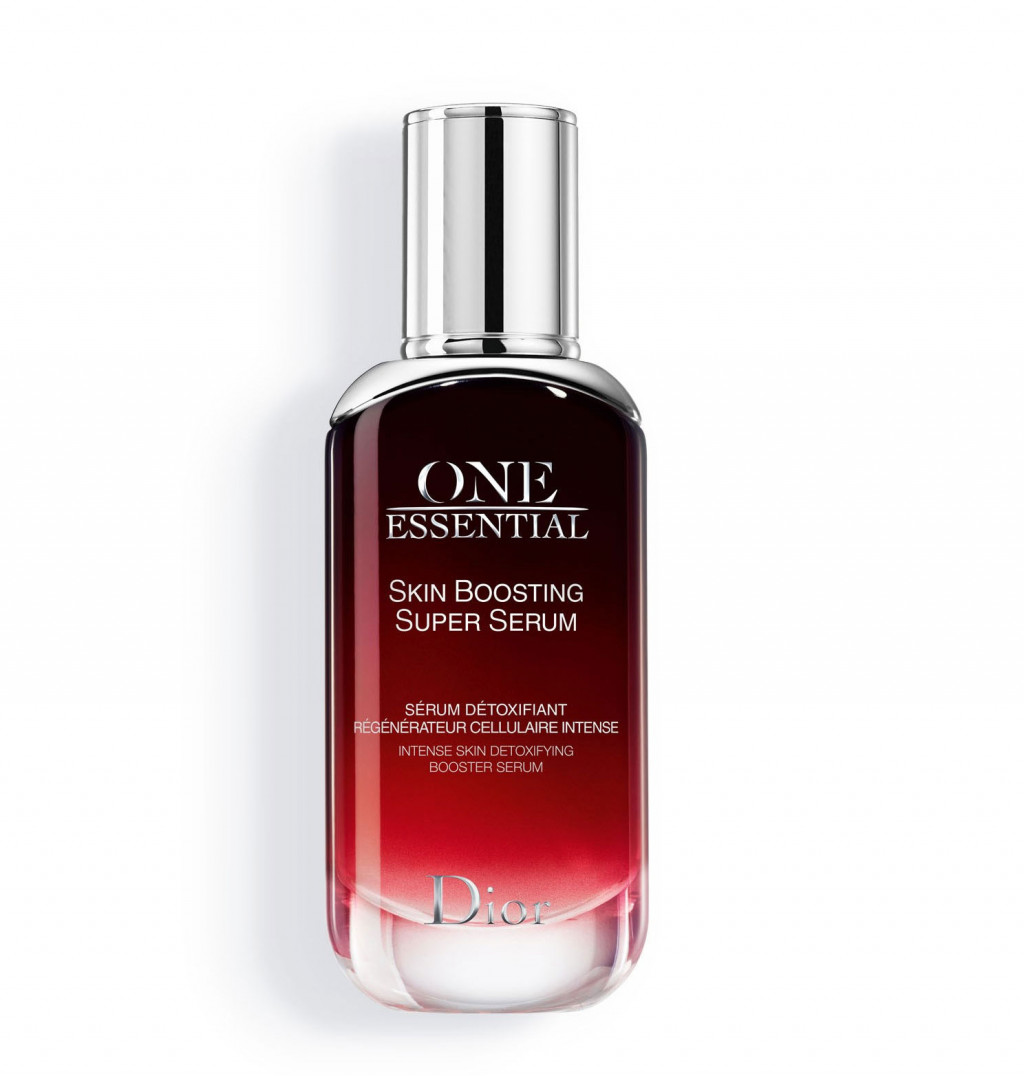 ONE
ESSENTIAL
SKIN BOOSTING
SUPER SERUM
SÉRUM DÉTOXIFIANT
RÉGÉNÉRATEUR CELLULAIRE INTENSE
INTENSE SKIN DETOXIFYING
BOOSTER SERUM
Dior